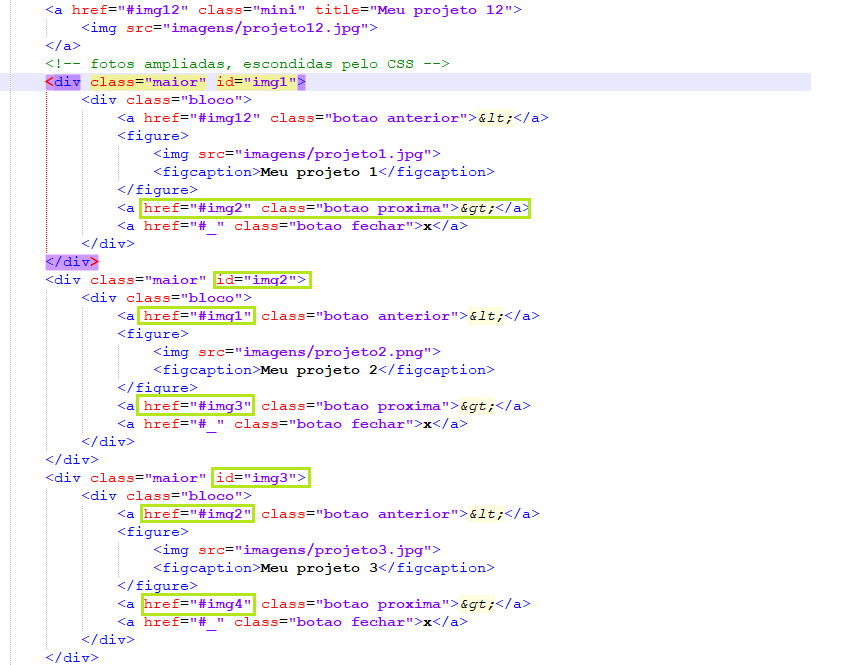 <a href="#img12" class="mini" title="Meu projeto 12">
<img src="imagens/projeto12.jpg">
</a>
<!-- fotos ampliadas, escondidas pelo CSS -->
<div class="maior" id="img1">
<div class="bloco">
<a href="#img12" class="botao anterior">&lt;</a>
<figure>
<img src="imagens/projeto1.jpg">
<figcaption>Meu projeto 1</figcaption>
</figure>
<a href="#img2" class="botao proxima">&gt;</a>
<a href="#_" class="botao fechar">x</a>
</div>
</div>
<div class="maior" id="img2">
<div class="bloco">
<a href="#img1" class="botao anterior">&lt;</a>
<figure>
<img src="imagens/projeto2.png">
<figcaption>Meu projeto 2</figcaption>
</figure>
<a href="#img3" class="botao proxima">&gt;</a>
<a href="#_" class="botao fechar">x</a>
</div>
</div>
<div class="maior" id="img3">
<div class="bloco">
<a href="#img2" class="botao anterior">&lt;</a>
<figure>
<img src="imagens/projeto3.jpg">
<figcaption>Meu projeto 3</figcaption>
</figure>
<a href="#img4" class="botao proxima">&gt;</a>
<a href="#_" class="botao fechar">x</a>
</div>
</div>